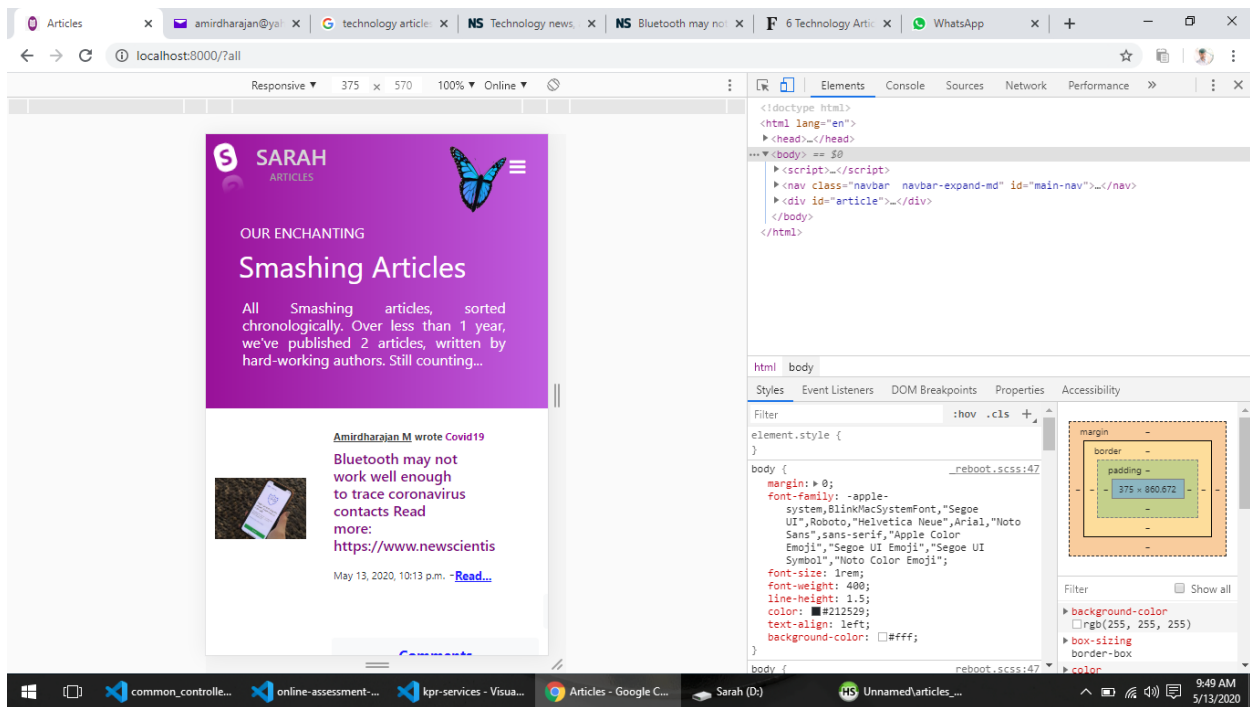 Articles
amirdharajan@yah
technology article
NS Technology news,
NS Bluetooth may not
F 6 Technology Artic
WhatsApp
localhost:8000/?all
Responsive ▼ 375 x 570 100% ▼ Online ▼
Elements Console Sources Network Performance »
<!doctype html>
<html lang="en">
▶<head>…</head>
…▼<body> == $0
▶<script>…</script>
▶<nav class="navbar navbar-expand-md" id="main-nav">…</nav>
▶<div id="article">…</div>
</body>
</html>
S SARAH
ARTICLES
OUR ENCHANTING
Smashing Articles
All Smashing articles, sorted
chronologically. Over less than 1 year,
we've published 2 articles, written by
hard-working authors. Still counting...
Amirdharajan M wrote Covid19
Bluetooth may not
work well enough
to trace coronavirus
contacts Read
more:
https://www.newscientis
May 13, 2020, 10:13 p.m. -Read...
Comments
html body
Styles Event Listeners DOM Breakpoints Properties Accessibility
Filter :hov .cls +
element.style {
}
body { _reboot.scss:47
margin:▶ 0;
font-family: -apple-
system,BlinkMacSystemFont,"Segoe
UI",Roboto,"Helvetica Neue",Arial,"Noto
Sans",sans-serif,"Apple Color
Emoji","Segoe UI Emoji","Segoe UI
Symbol","Noto Color Emoji";
font-size: 1rem;
font-weight: 400;
line-height: 1.5;
color: #212529;
text-align: left;
background-color: #fff;
}
body { reboot.scss:47
margin –
border –
padding –
– – – 375 × 860.672 – – –
–
–
–
Filter Show all
▶background-color
rgb(255, 255, 255)
▶box-sizing
border-box
▶color
common_controlle...
online-assessment-...
kpr-services - Visua...
Articles - Google C...
Sarah (D:)
HS Unnamed\articles_...
9:49 AM
5/13/2020